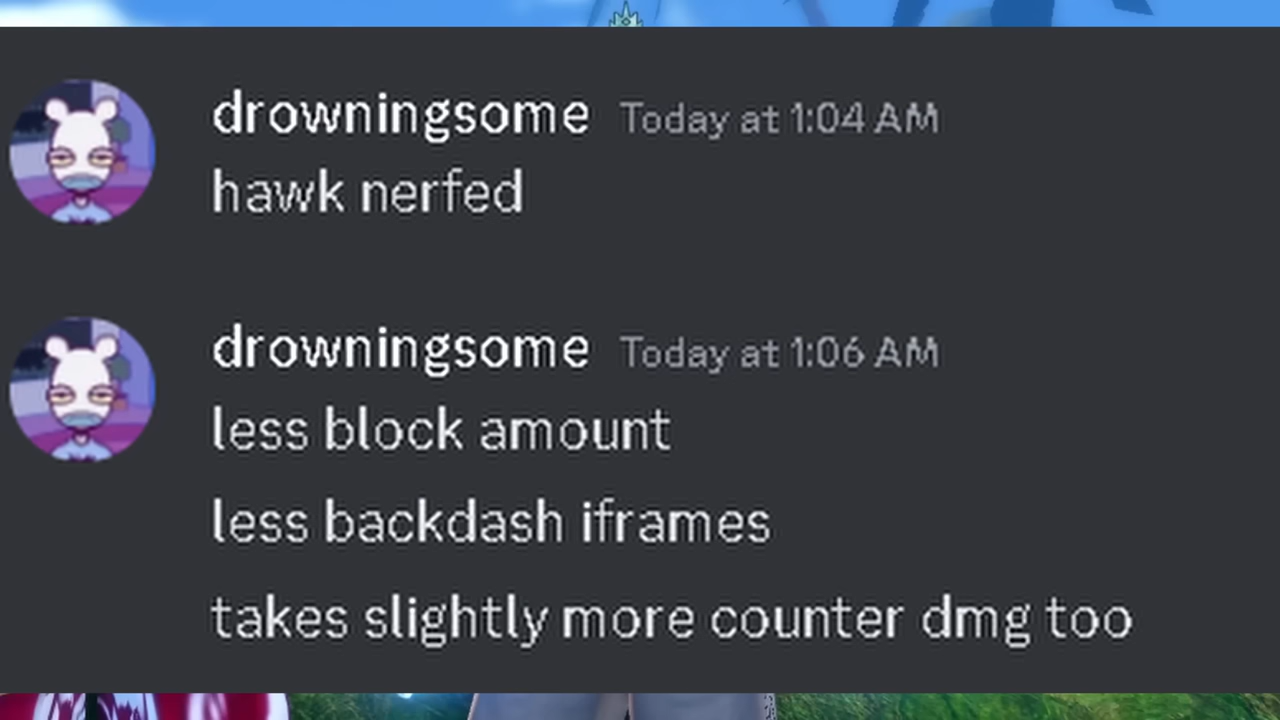 drowningsome Today at 1:04 AM
hawk nerfed
drowningsome Today at 1:06 AM
less block amount
less backdash iframes
takes slightly more counter dmg too